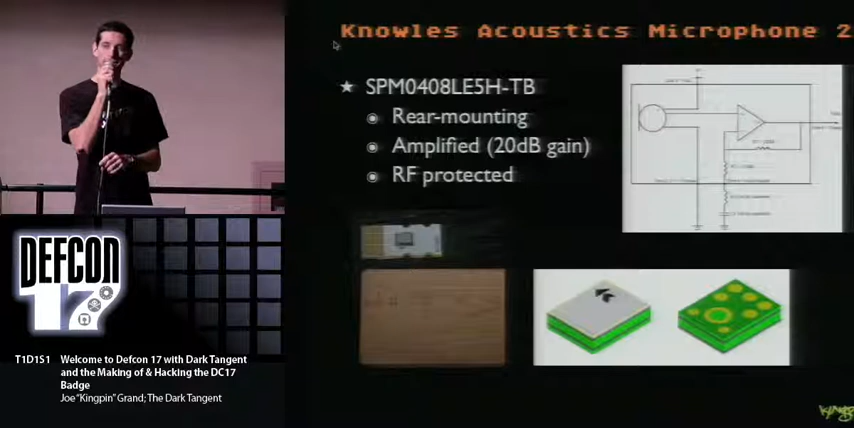 Knowles Acoustics Microphone 2
SPM0408LE5H-TB
Rear-mounting
Amplified (20dB gain)
RF protected
DEFCON
17
T1D1S1 Welcome to Defcon 17 with Dark Tangent
and the Making of & Hacking the DC17
Badge
Joe "Kingpin" Grand; The Dark Tangent